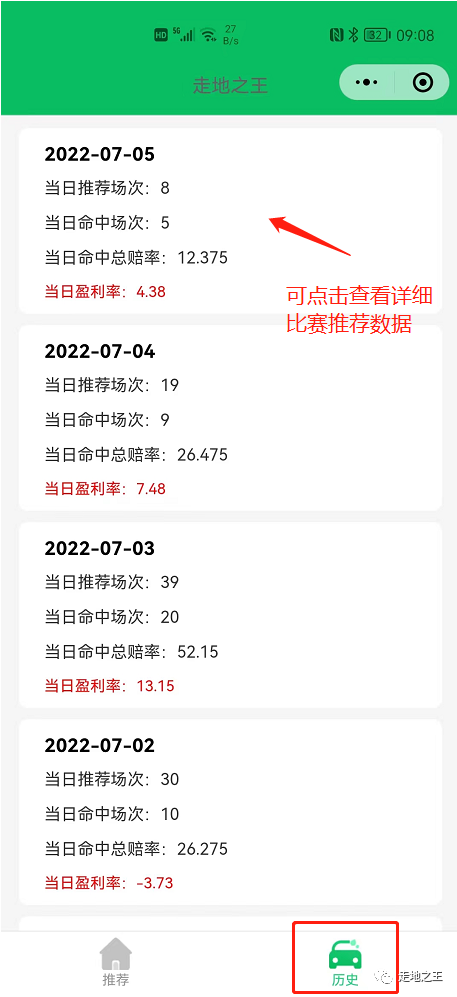 HD 5G 27 B/s 32 09:08
走地之王
2022-07-05
当日推荐场次：8
当日命中场次：5
当日命中总赔率：12.375
当日盈利率：4.38
可点击查看详细
比赛推荐数据
2022-07-04
当日推荐场次：19
当日命中场次：9
当日命中总赔率：26.475
当日盈利率：7.48
2022-07-03
当日推荐场次：39
当日命中场次：20
当日命中总赔率：52.15
当日盈利率：13.15
2022-07-02
当日推荐场次：30
当日命中场次：10
当日命中总赔率：26.275
当日盈利率：-3.73
推荐
历史
走地之王